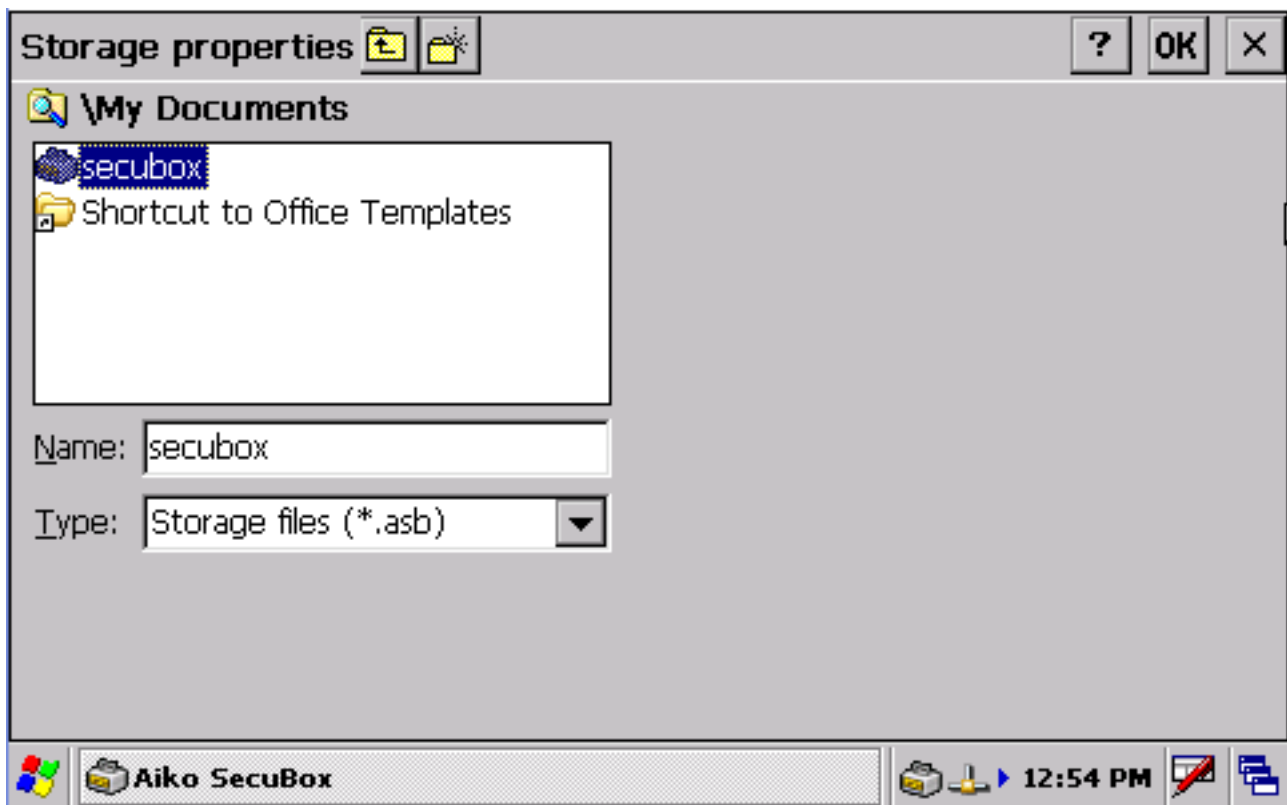 Storage properties ? OK ×
\My Documents
secubox
Shortcut to Office Templates
Name: secubox
Type: Storage files (*.asb)
Aiko SecuBox 12:54 PM